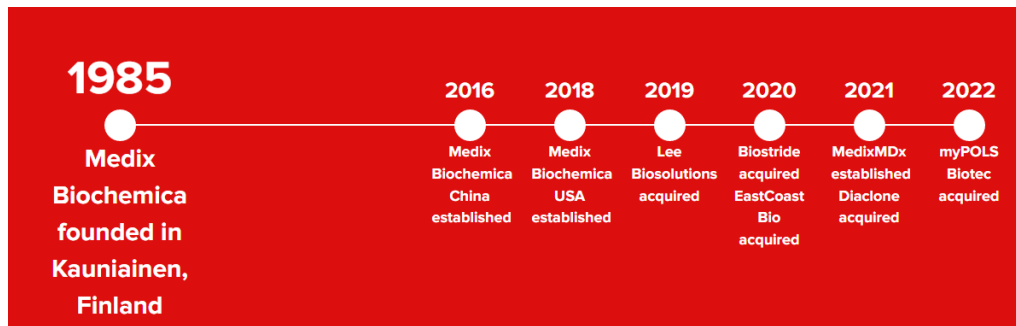 1985
Medix
Biochemica
founded in
Kauniainen,
Finland
2016
Medix
Biochemica
China
established
2018
Medix
Biochemica
USA
established
2019
Lee
Biosolutions
acquired
2020
Biostride
acquired
EastCoast
Bio
acquired
2021
MedixMDx
established
Diaclone
acquired
2022
myPOLS
Biotec
acquired